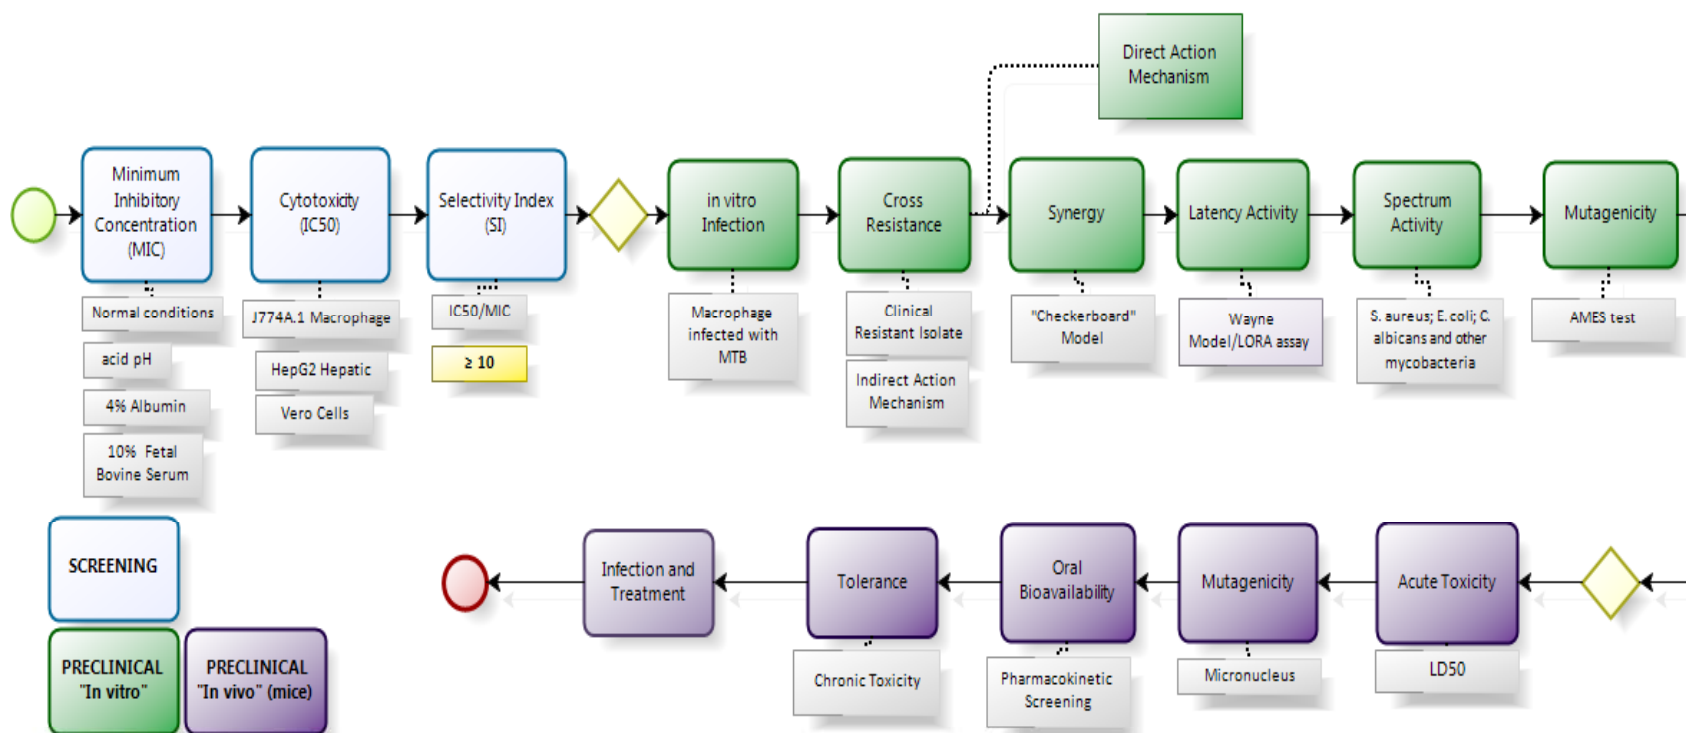 Direct Action
Mechanism
Minimum
Inhibitory
Concentration
(MIC)
Cytotoxicity
(IC50)
Selectivity Index
(SI)
in vitro
Infection
Cross
Resistance
Synergy
Latency Activity
Spectrum
Activity
Mutagenicity
Normal conditions
acid pH
4% Albumin
10% Fetal
Bovine Serum
J774A.1 Macrophage
HepG2 Hepatic
Vero Cells
IC50/MIC
≥ 10
Macrophage
infected with
MTB
Clinical
Resistant Isolate
Indirect Action
Mechanism
"Checkerboard"
Model
Wayne
Model/LORA assay
S. aureus; E. coli; C.
albicans and other
mycobacteria
AMES test
SCREENING
PRECLINICAL
"In vitro"
PRECLINICAL
"In vivo" (mice)
Infection and
Treatment
Tolerance
Oral
Bioavailability
Mutagenicity
Acute Toxicity
Chronic Toxicity
Pharmacokinetic
Screening
Micronucleus
LD50